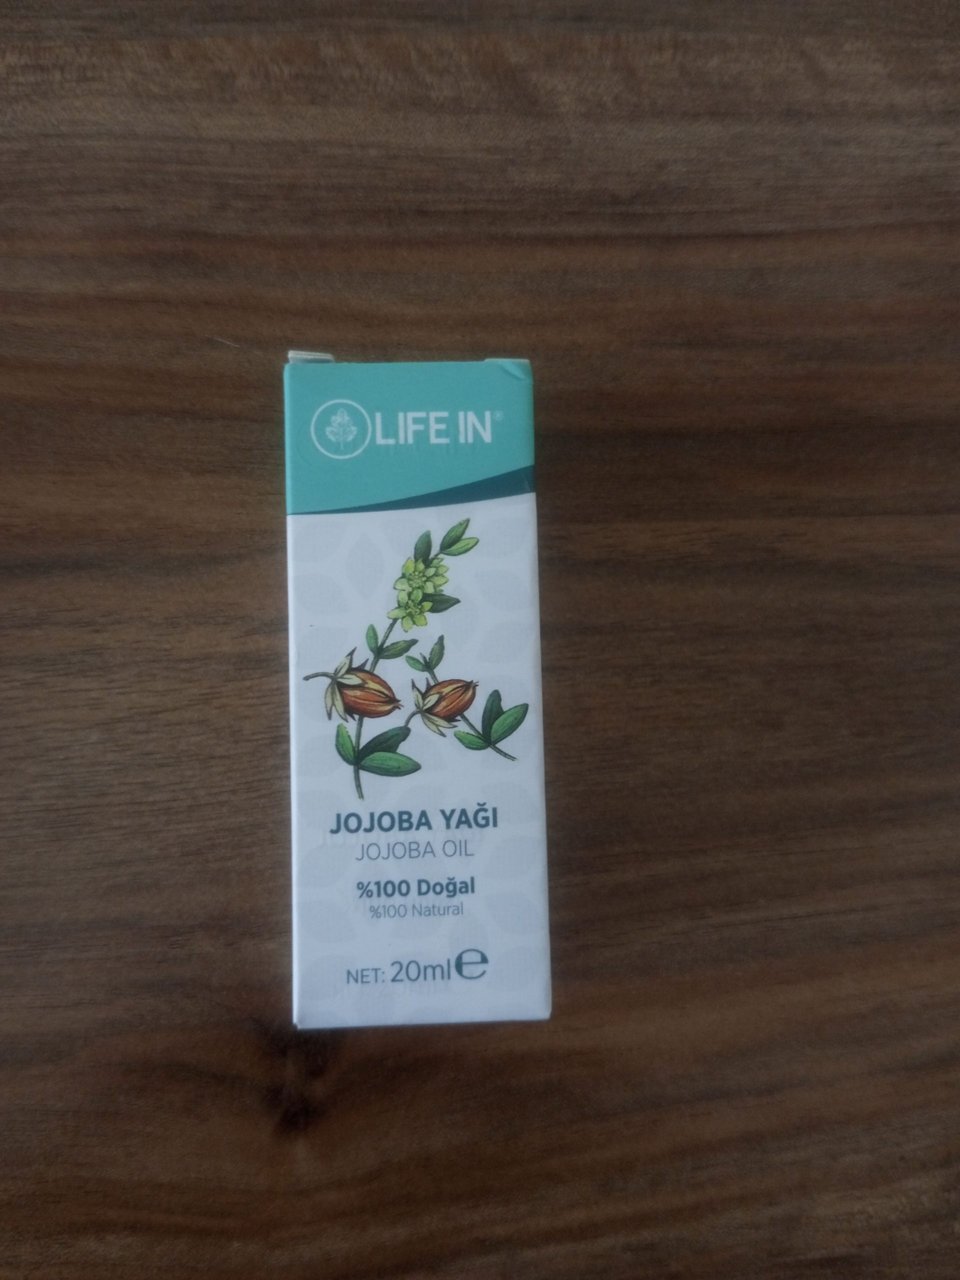 LIFE IN®
JOJOBA YAĞI
JOJOBA OIL
%100 Doğal
%100 Natural
NET: 20ml℮